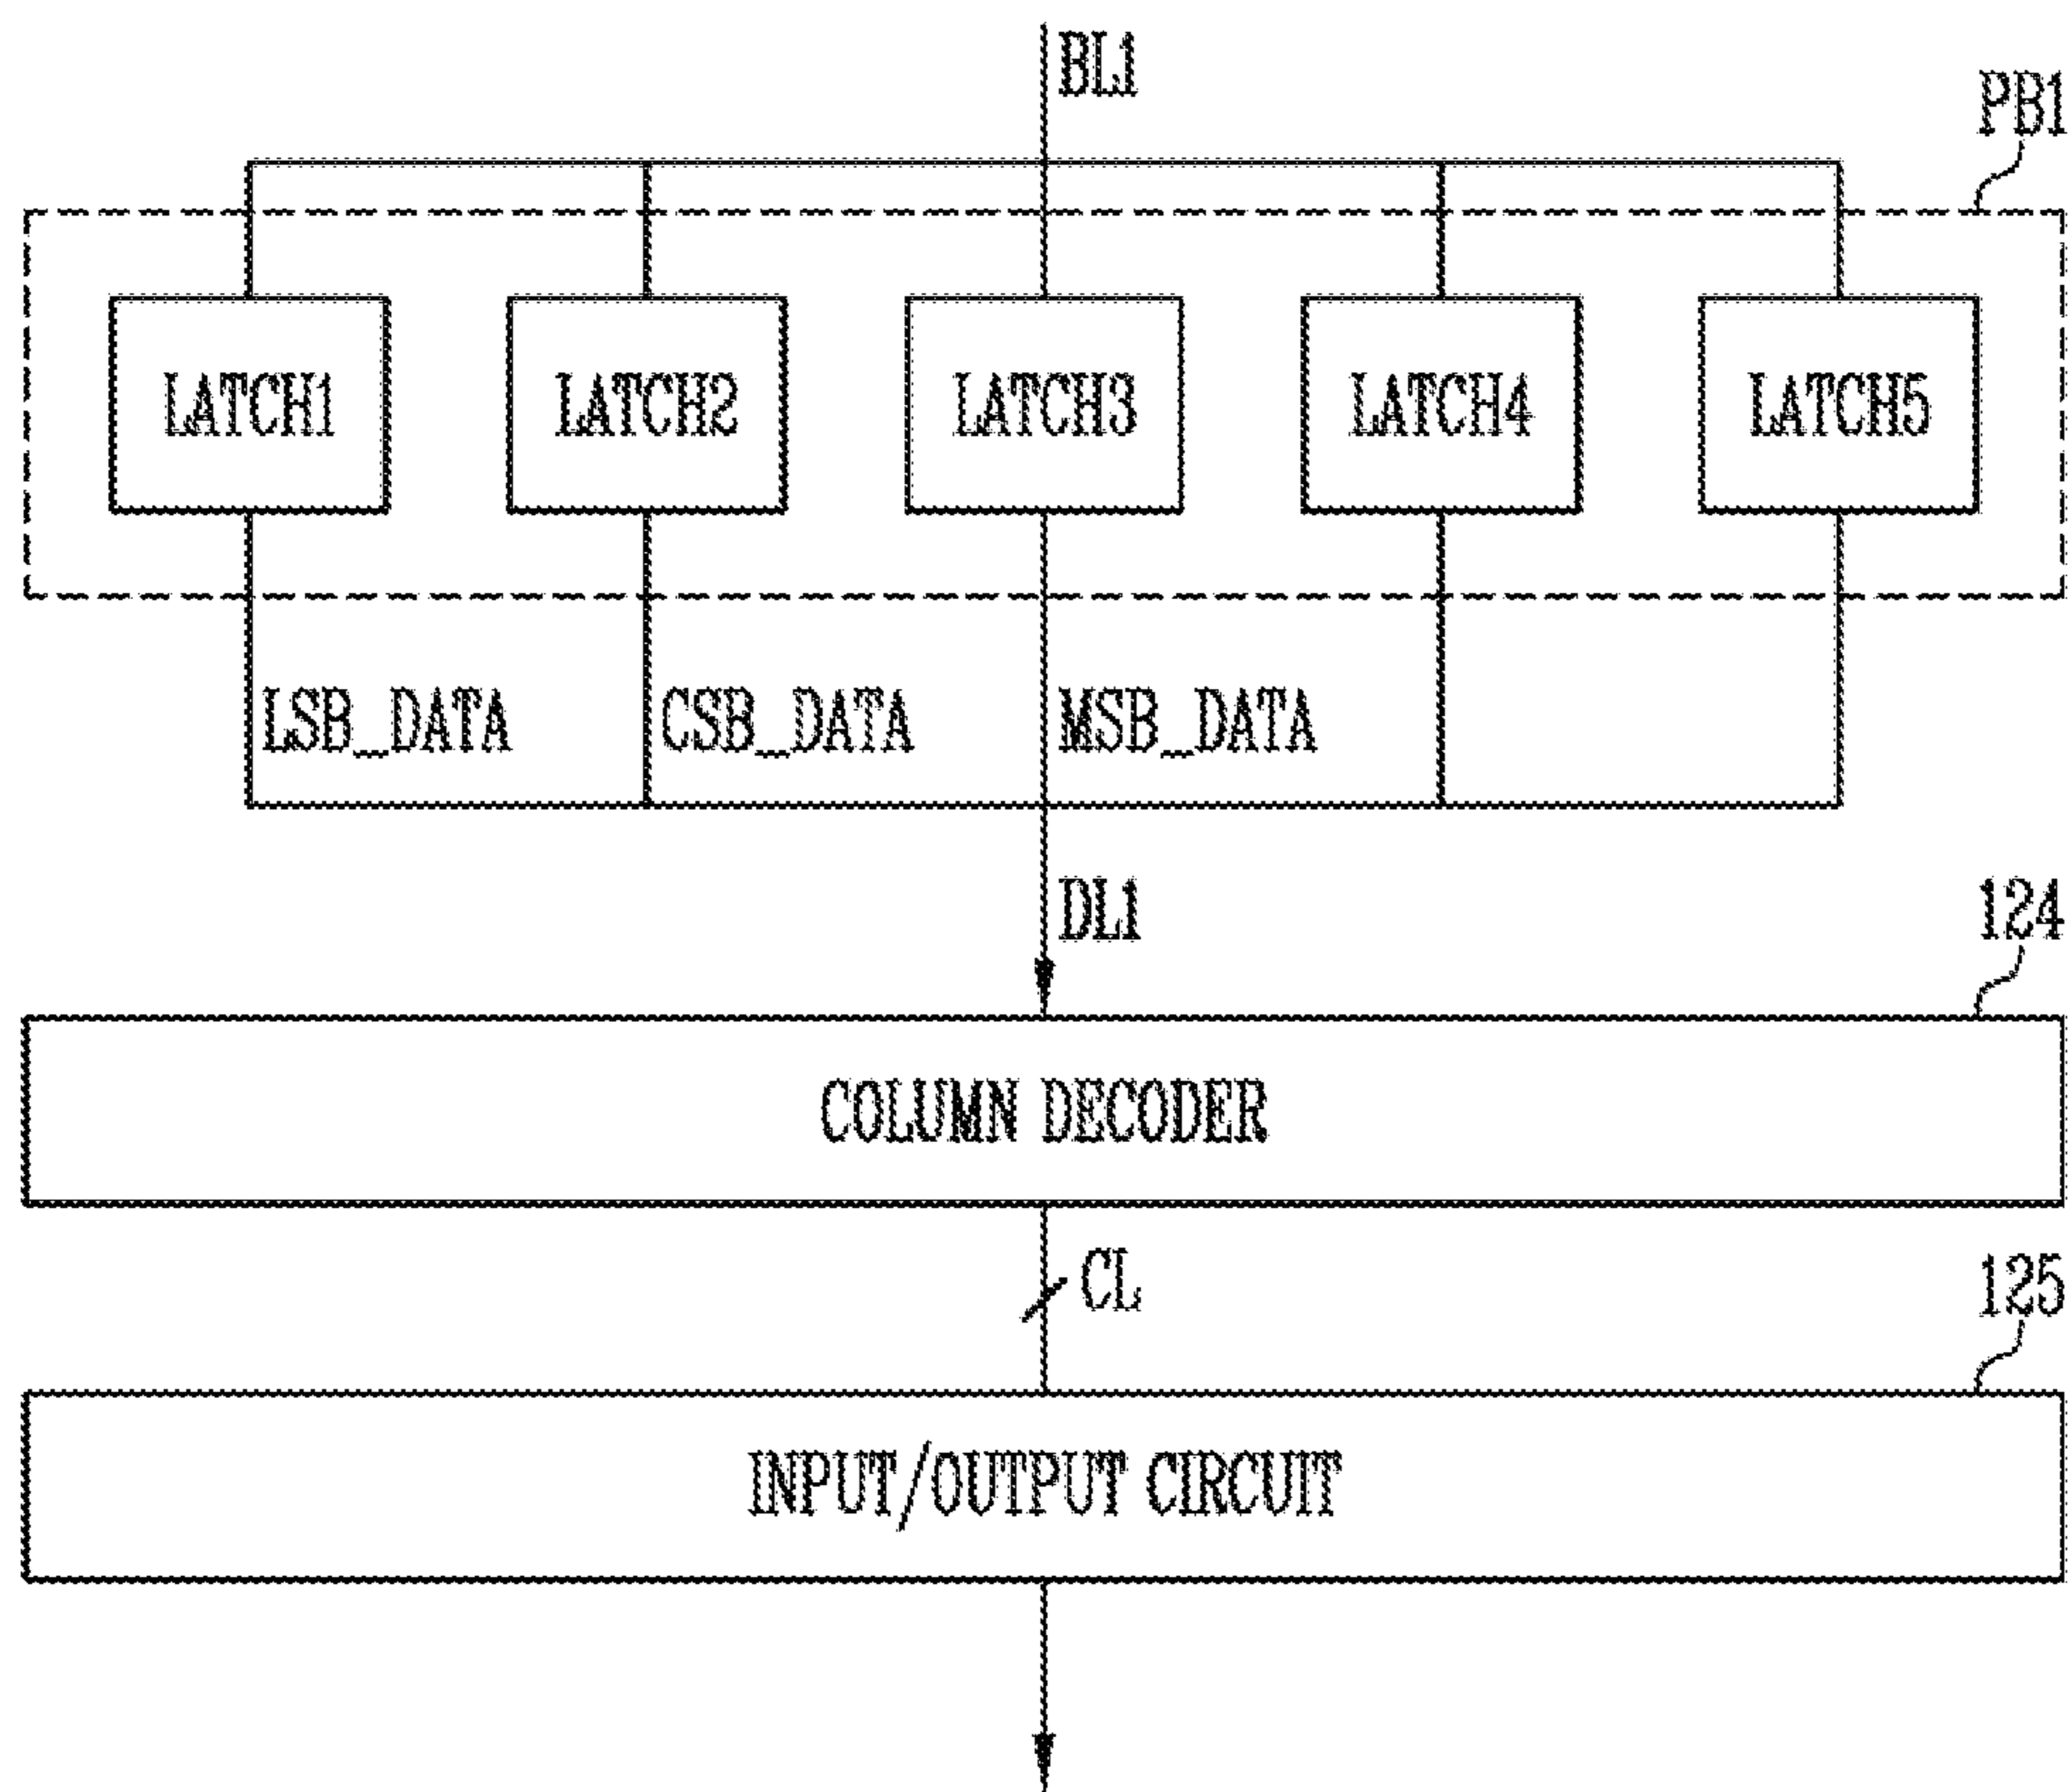 BL1
PB1
LATCH1 LATCH2 LATCH3 LATCH4 LATCH5
LSB_DATA CSB_DATA MSB_DATA
DL1
124
COLUMN DECODER
CL
125
INPUT/OUTPUT CIRCUIT